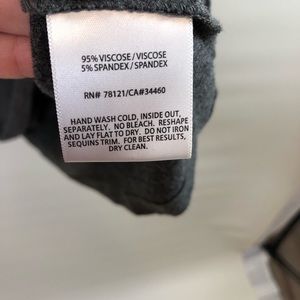 95% VISCOSE / VISCOSE
5% SPANDEX / SPANDEX
RN# 78121/CA#34460
HAND WASH COLD, INSIDE OUT,
SEPARATELY. NO BLEACH. RESHAPE
AND LAY FLAT TO DRY. DO NOT IRON
SEQUINS TRIM. FOR BEST RESULTS,
DRY CLEAN.